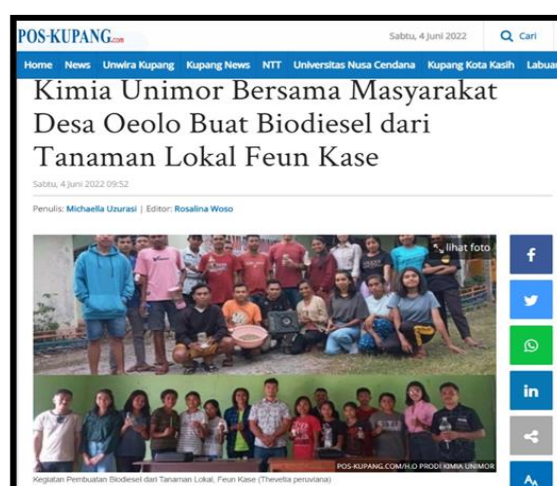 POS-KUPANG.com
Sabtu, 4 Juni 2022
Cari
Home News Unwira Kupang Kupang News NTT Universitas Nusa Cendana Kupang Kota Kasih Labua
Kimia Unimor Bersama Masyarakat
Desa Oeolo Buat Biodiesel dari
Tanaman Lokal Feun Kase
Sabtu, 4 Juni 2022 09:52
Penulis: Michaella Uzurasi | Editor: Rosalina Woso
lihat foto
f
in
POS-KUPANG.COM/H.O PRODI KIMIA UNIMOR
AA
Kegiatan Pembuatan Biodiesel dari Tanaman Lokal, Feun Kase (Thevetia peruviana)